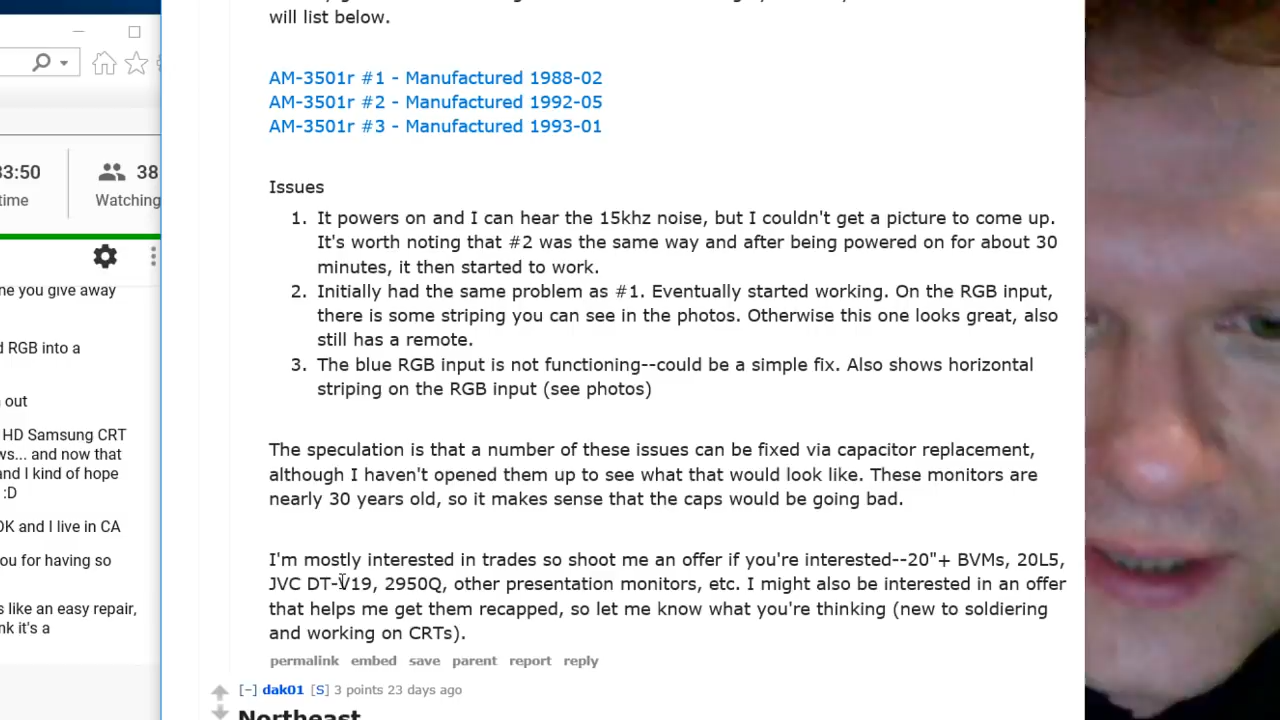 will list below.
AM-3501r #1 - Manufactured 1988-02
AM-3501r #2 - Manufactured 1992-05
AM-3501r #3 - Manufactured 1993-01
3:50
38
time
Watching
Issues
1. It powers on and I can hear the 15khz noise, but I couldn't get a picture to come up.
It's worth noting that #2 was the same way and after being powered on for about 30
minutes, it then started to work.
2. Initially had the same problem as #1. Eventually started working. On the RGB input,
there is some striping you can see in the photos. Otherwise this one looks great, also
still has a remote.
3. The blue RGB input is not functioning--could be a simple fix. Also shows horizontal
striping on the RGB input (see photos)
The speculation is that a number of these issues can be fixed via capacitor replacement,
although I haven't opened them up to see what that would look like. These monitors are
nearly 30 years old, so it makes sense that the caps would be going bad.
I'm mostly interested in trades so shoot me an offer if you're interested--20"+ BVMs, 20L5,
JVC DT-V19, 2950Q, other presentation monitors, etc. I might also be interested in an offer
that helps me get them recapped, so let me know what you're thinking (new to soldiering
and working on CRTs).
permalink embed save parent report reply
[−] dak01 [S] 3 points 23 days ago
Northeast
ne you give away
RGB into a
out
HD Samsung CRT
ws... and now that
and I kind of hope
:D
OK and I live in CA
ou for having so
s like an easy repair,
nk it's a